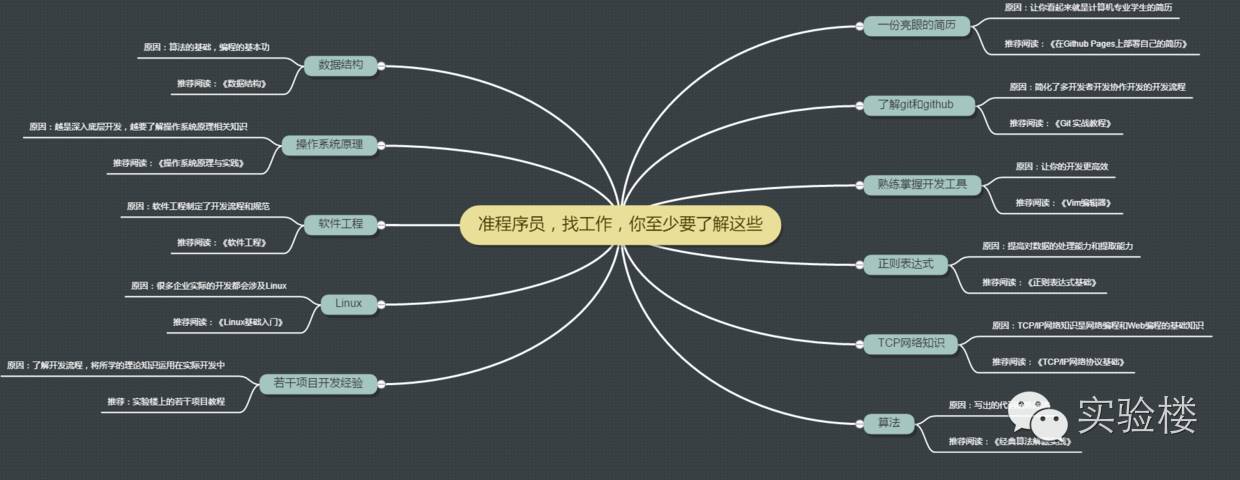 准程序员，找工作，你至少要了解这些
一份亮眼的简历
原因：让你看起来就是计算机专业学生的简历
推荐阅读：《在Github Pages上部署自己的简历》
了解git和github
原因：简化了多开发者开发协作开发的开发流程
推荐阅读：《Git 实战教程》
熟练掌握开发工具
原因：让你的开发更高效
推荐阅读：《Vim编辑器》
正则表达式
原因：提高对数据的处理能力和提取能力
推荐阅读：《正则表达式基础》
TCP网络知识
原因：TCP/IP网络知识是网络编程和Web编程的基础知识
推荐阅读：《TCP/IP网络协议基础》
算法
原因：写出的代
推荐阅读：《经典算法解题实战》
数据结构
原因：算法的基础，编程的基本功
推荐阅读：《数据结构》
操作系统原理
原因：越是深入底层开发，越要了解操作系统原理相关知识
推荐阅读：《操作系统原理与实践》
软件工程
原因：软件工程制定了开发流程和规范
推荐阅读：《软件工程》
Linux
原因：很多企业实际的开发都会涉及Linux
推荐阅读：《Linux基础入门》
若干项目开发经验
原因：了解开发流程，将所学的理论知识运用在实际开发中
推荐：实验楼上的若干项目教程
实验楼